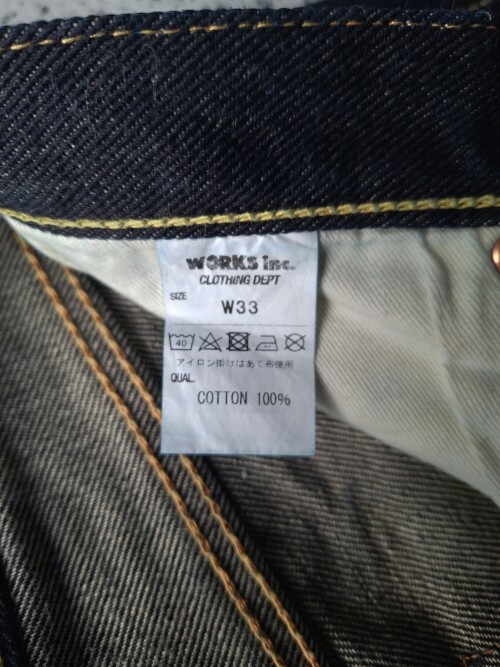 WORKS inc.
CLOTHING DEPT
SIZE
W33
40
アイロン掛けはあて布使用
QUAL.
COTTON 100%